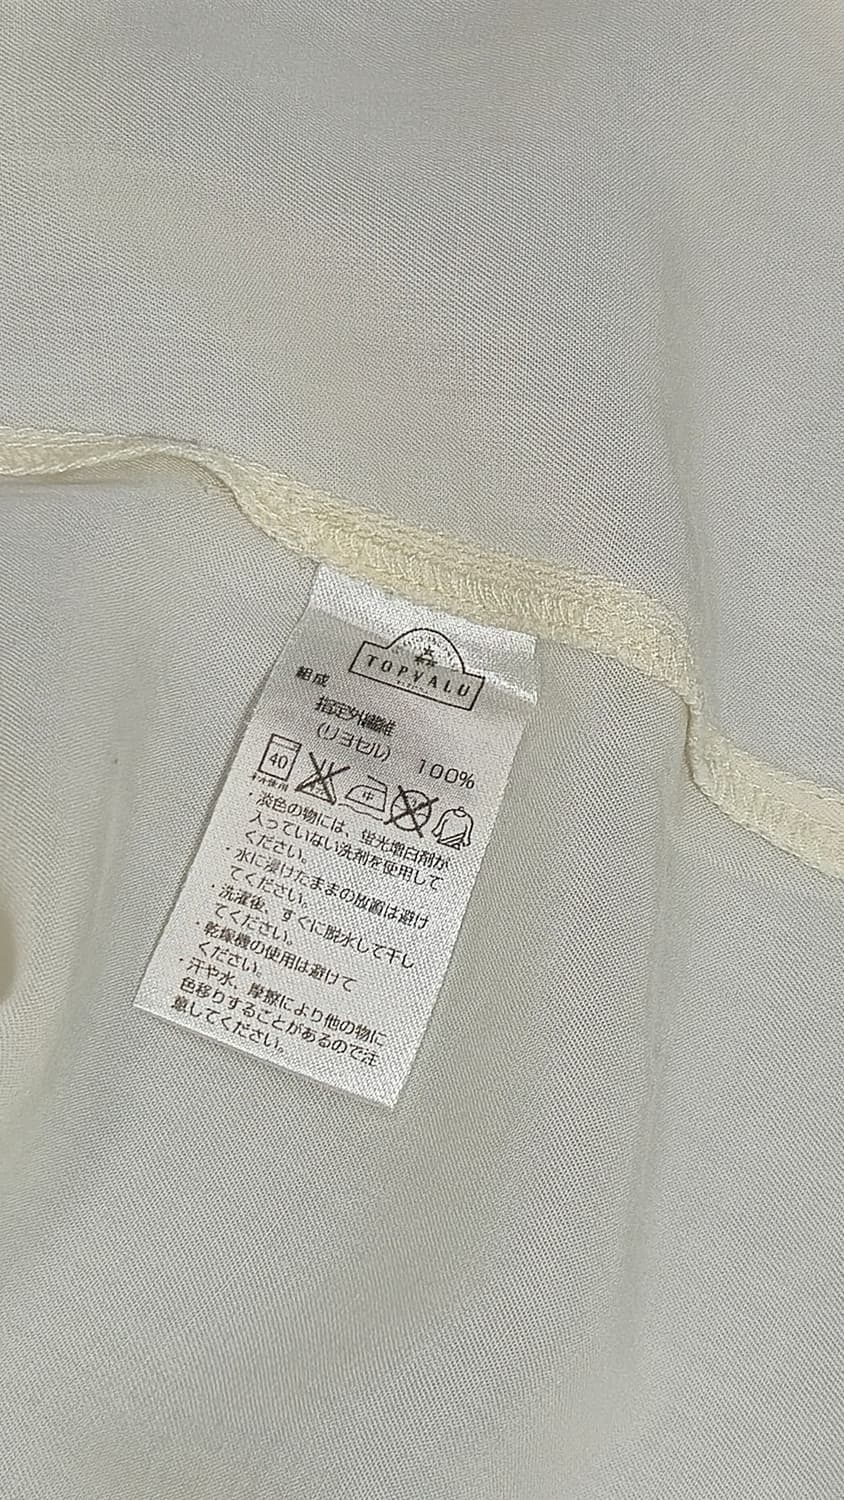 TOPVALU
組成
指定外繊維
(リヨセル) 100%
40 中
ネット使用
・淡色の物には、蛍光増白剤が
入っていない洗剤を使用して
ください。
・水に浸けたままの放置は避け
てください。
・洗濯後、すぐに脱水して干し
てください。
・乾燥機の使用は避けて
ください。
・汗や水、摩擦により他の物に
色移りすることがあるので注
意してください。